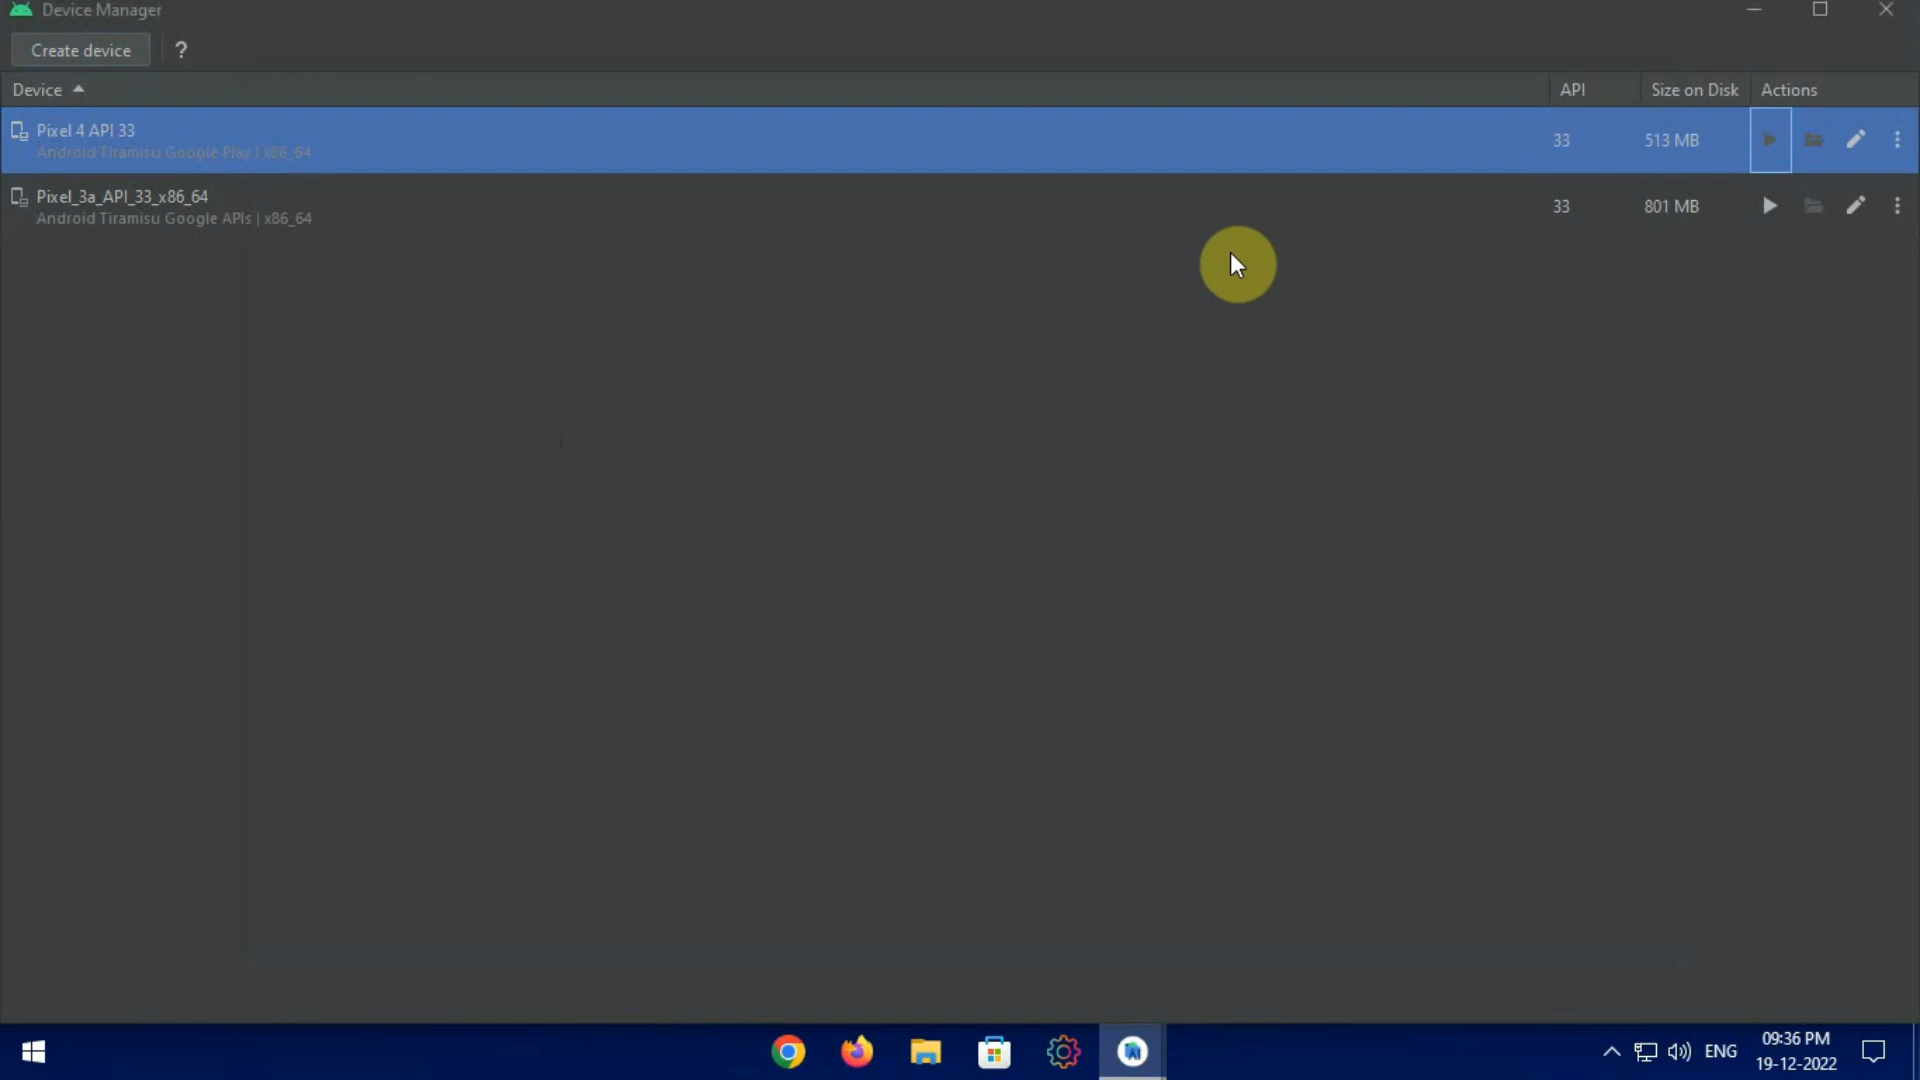 Device Manager
Create device ?
Device API Size on Disk Actions
Pixel 4 API 33 33 513 MB
Android Tiramisu Google Play | x86_64
Pixel_3a_API_33_x86_64 33 801 MB
Android Tiramisu Google APIs | x86_64
ENG
09:36 PM
19-12-2022